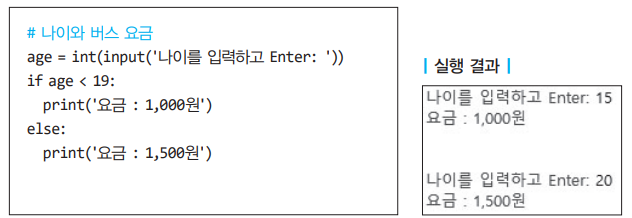 # 나이와 버스 요금
age = int(input('나이를 입력하고 Enter: '))
if age < 19:
  print('요금 : 1,000원')
else:
  print('요금 : 1,500원')
| 실행 결과 |
나이를 입력하고 Enter: 15
요금 : 1,000원
나이를 입력하고 Enter: 20
요금 : 1,500원